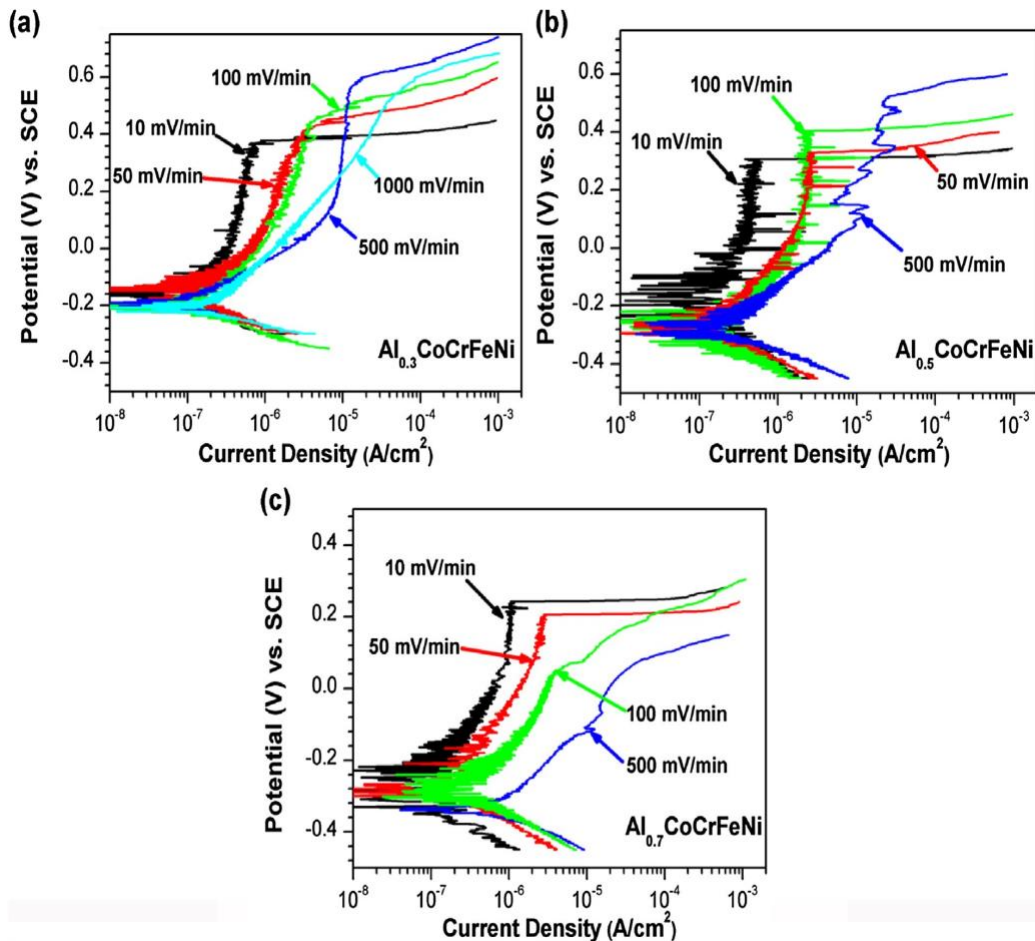 (a)
Potential (V) vs. SCE
0.6
0.4
0.2
0.0
-0.2
-0.4
100 mV/min
10 mV/min
50 mV/min
1000 mV/min
500 mV/min
Al0.3CoCrFeNi
10-8 10-7 10-6 10-5 10-4 10-3
Current Density (A/cm2)
(b)
Potential (V) vs. SCE
0.6
0.4
0.2
0.0
-0.2
-0.4
100 mV/min
10 mV/min
50 mV/min
500 mV/min
Al0.5CoCrFeNi
10-8 10-7 10-6 10-5 10-4 10-3
Current Density (A/cm2)
(c)
Potential (V) vs. SCE
0.4
0.2
0.0
-0.2
-0.4
10 mV/min
50 mV/min
100 mV/min
500 mV/min
Al0.7CoCrFeNi
10-8 10-7 10-6 10-5 10-4 10-3
Current Density (A/cm2)